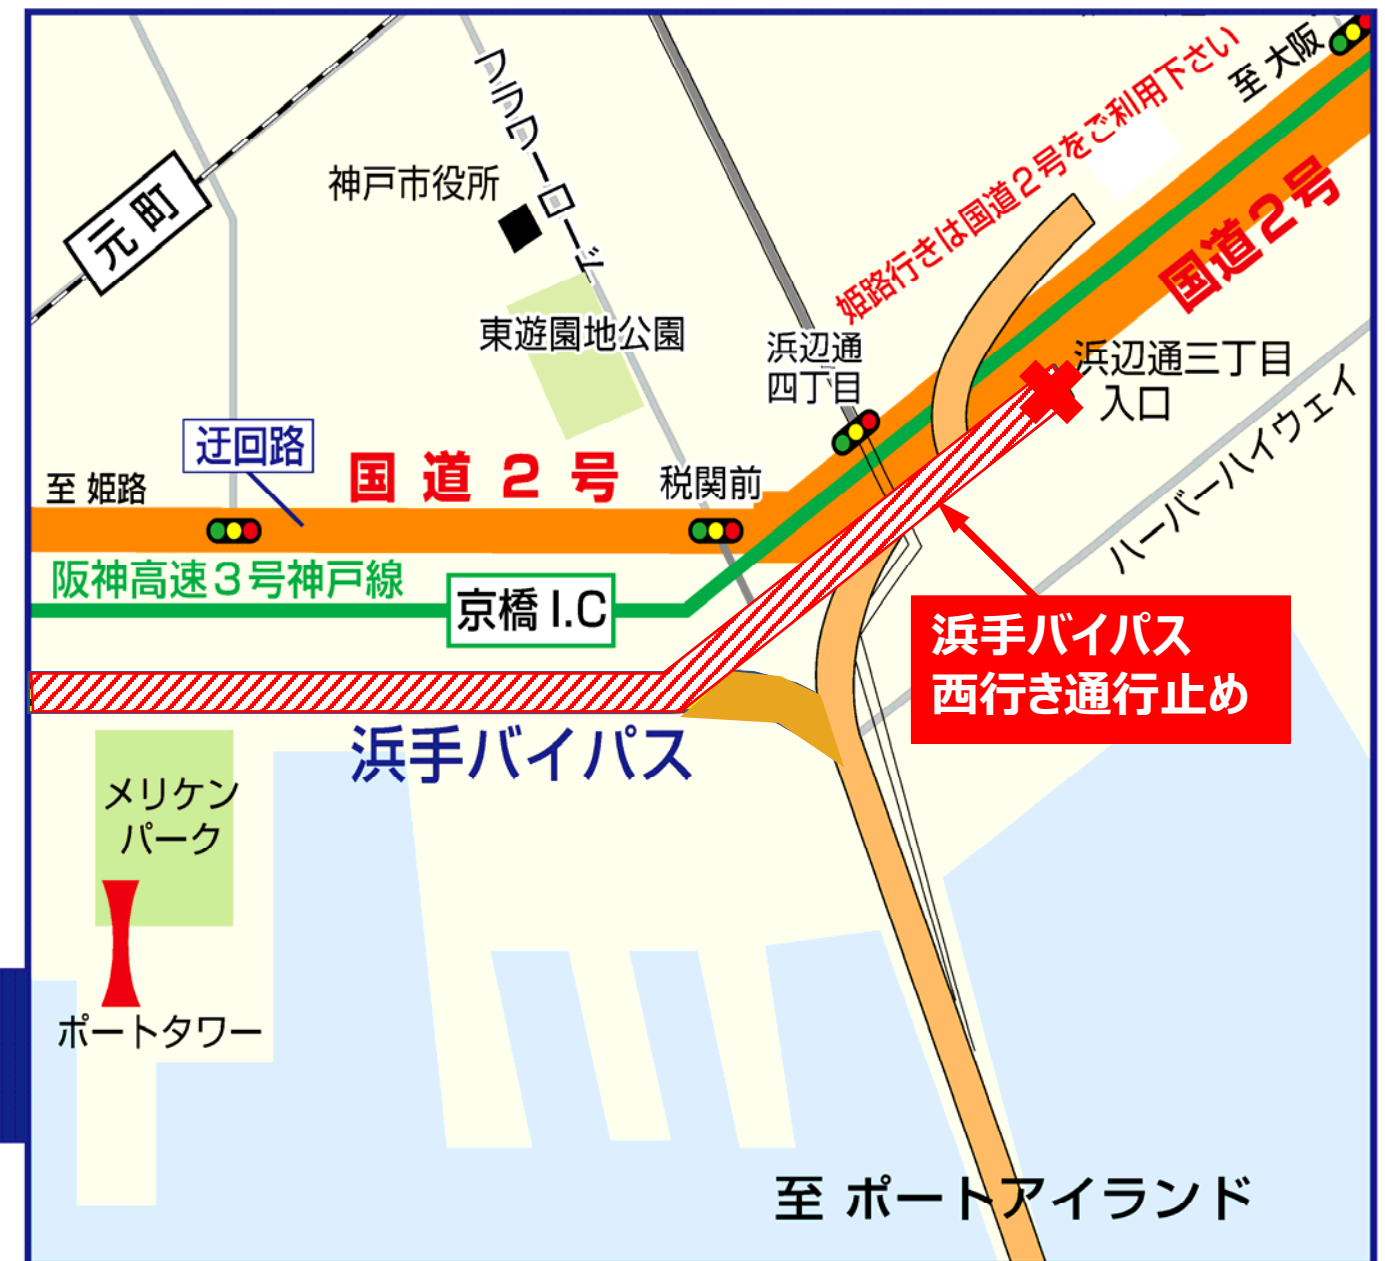 至 大阪
姫路行きは国道２号をご利用下さい
フラワーロード
神戸市役所
元町
国道２号
東遊園地公園
浜辺通
四丁目
浜辺通三丁目
入口
ハーバーハイウェイ
迂回路
至 姫路
国道２号
税関前
阪神高速３号神戸線
京橋 I.C
浜手バイパス
西行き通行止め
浜手バイパス
メリケン
パーク
ポートタワー
至 ポートアイランド